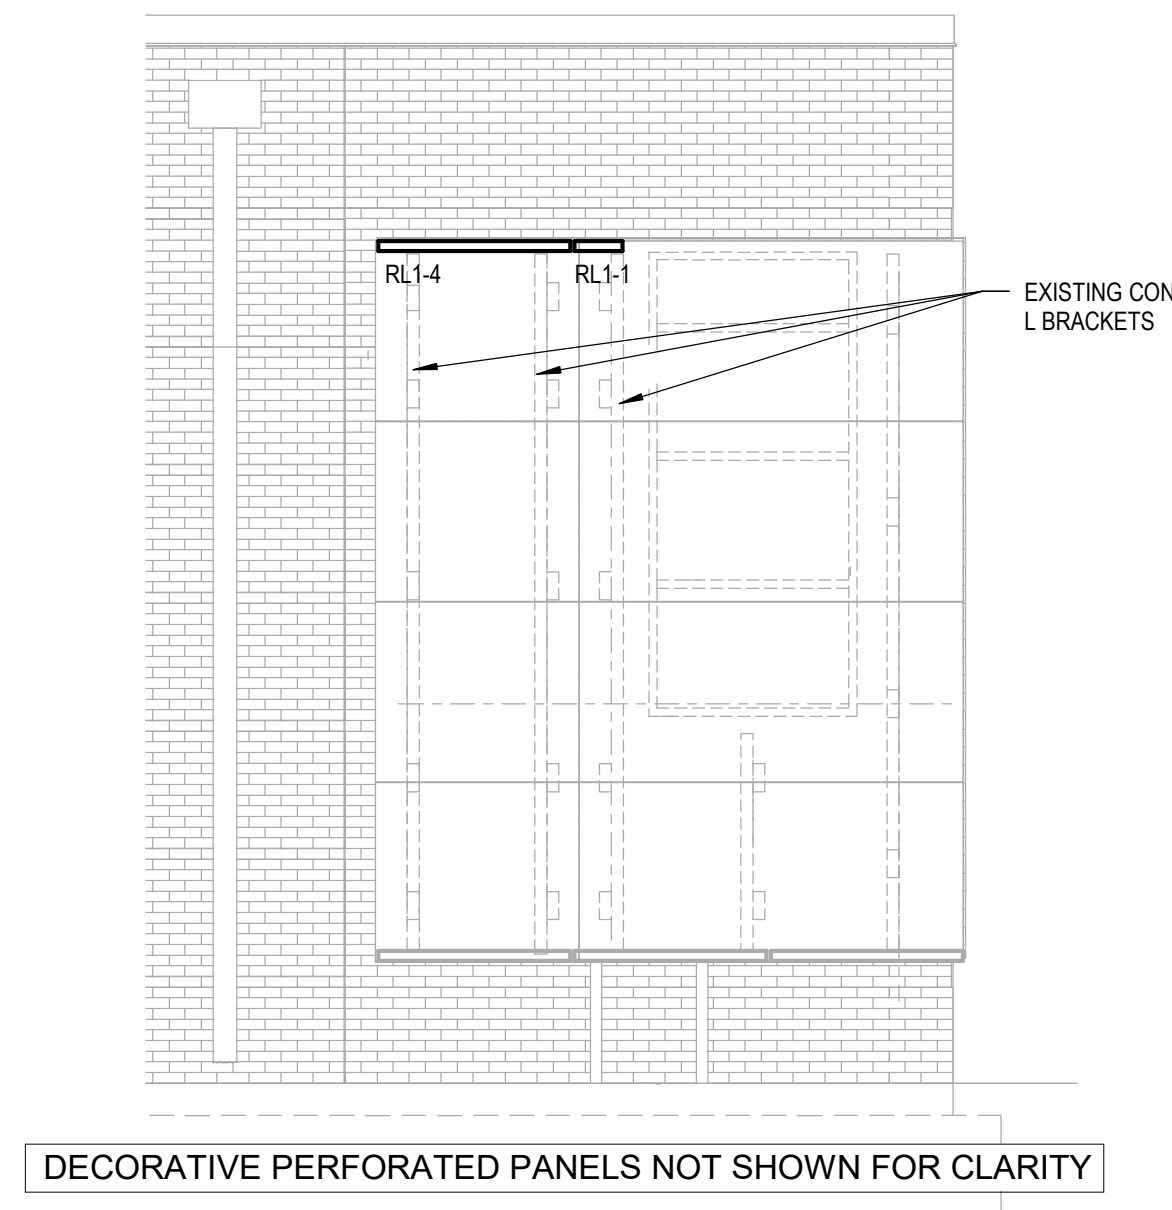 RL1-4
RL1-1
EXISTING CON
L BRACKETS
DECORATIVE PERFORATED PANELS NOT SHOWN FOR CLARITY